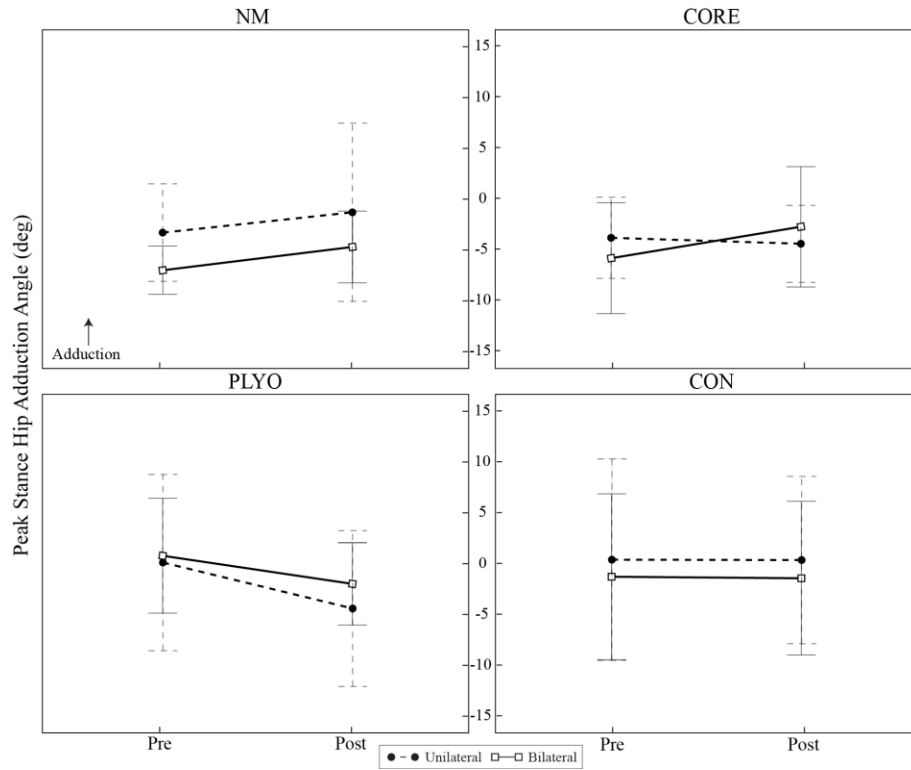 NM
CORE
Peak Stance Hip Adduction Angle (deg)
15
10
5
0
-5
-10
-15
Adduction
PLYO
CON
15
10
5
0
-5
-10
-15
Pre
Post
Pre
Post
Unilateral
Bilateral